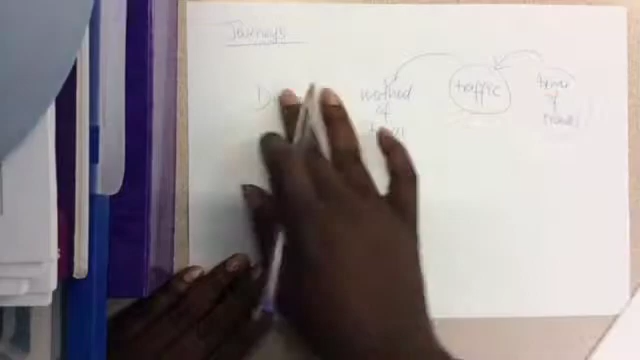 Journeys
method traffic time
of of
travel